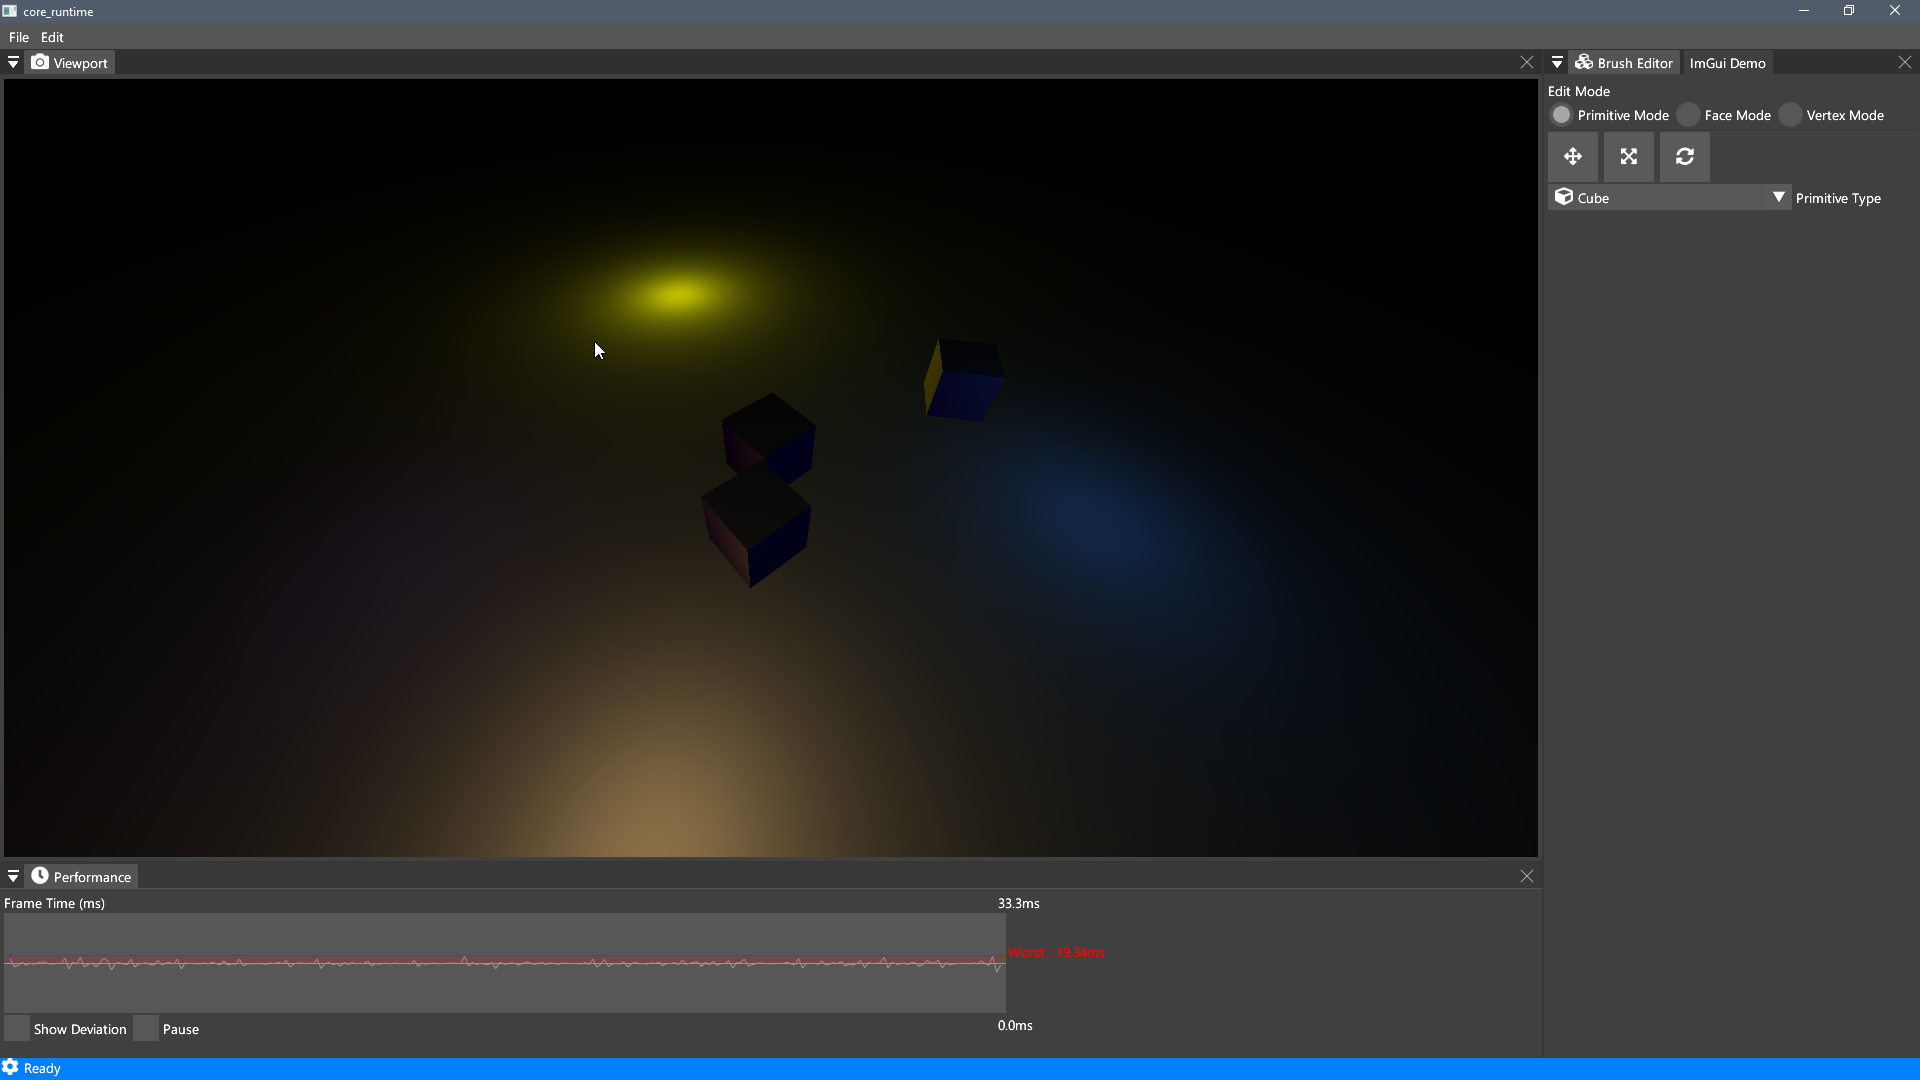 core_runtime
File Edit
Viewport
Brush Editor ImGui Demo
Edit Mode
Primitive Mode Face Mode Vertex Mode
Cube Primitive Type
Performance
Frame Time (ms) 33.3ms
Worst : 19.34ms
Show Deviation Pause 0.0ms
Ready